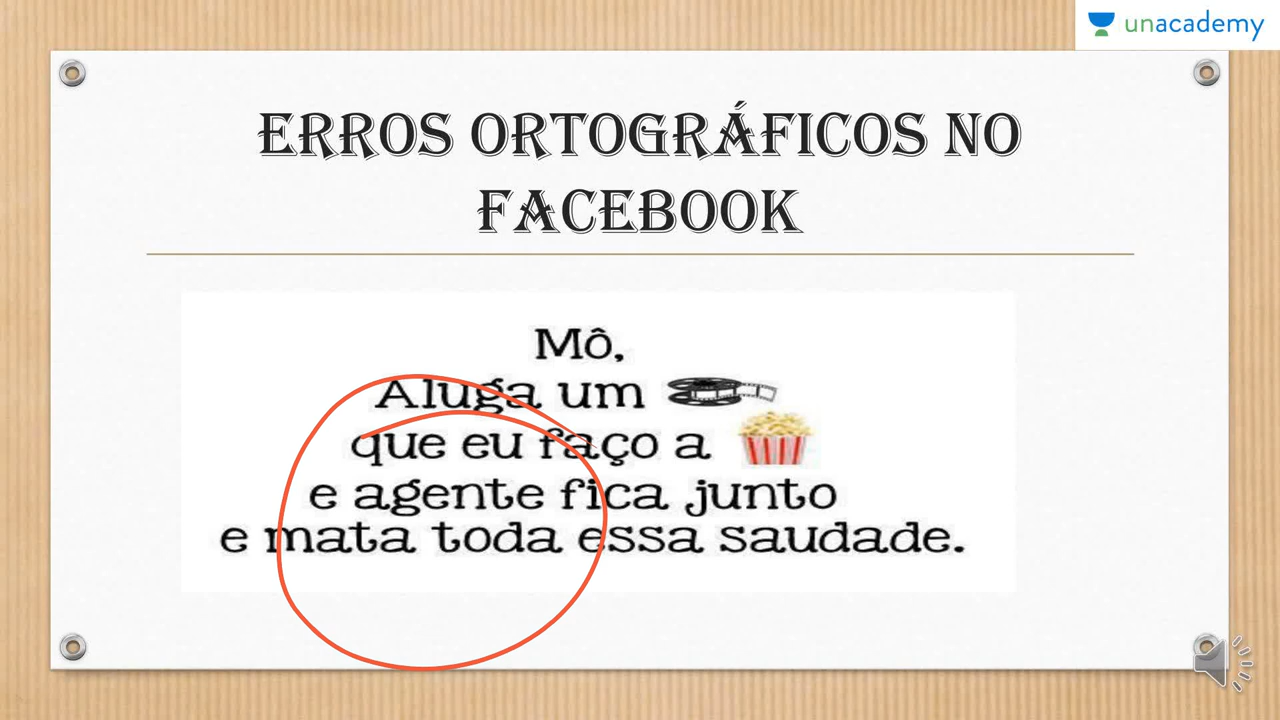 unacademy
ERROS ORTOGRÁFICOS NO
FACEBOOK
Mô,
Aluga um
que eu faço a
e agente fica junto
e mata toda essa saudade.